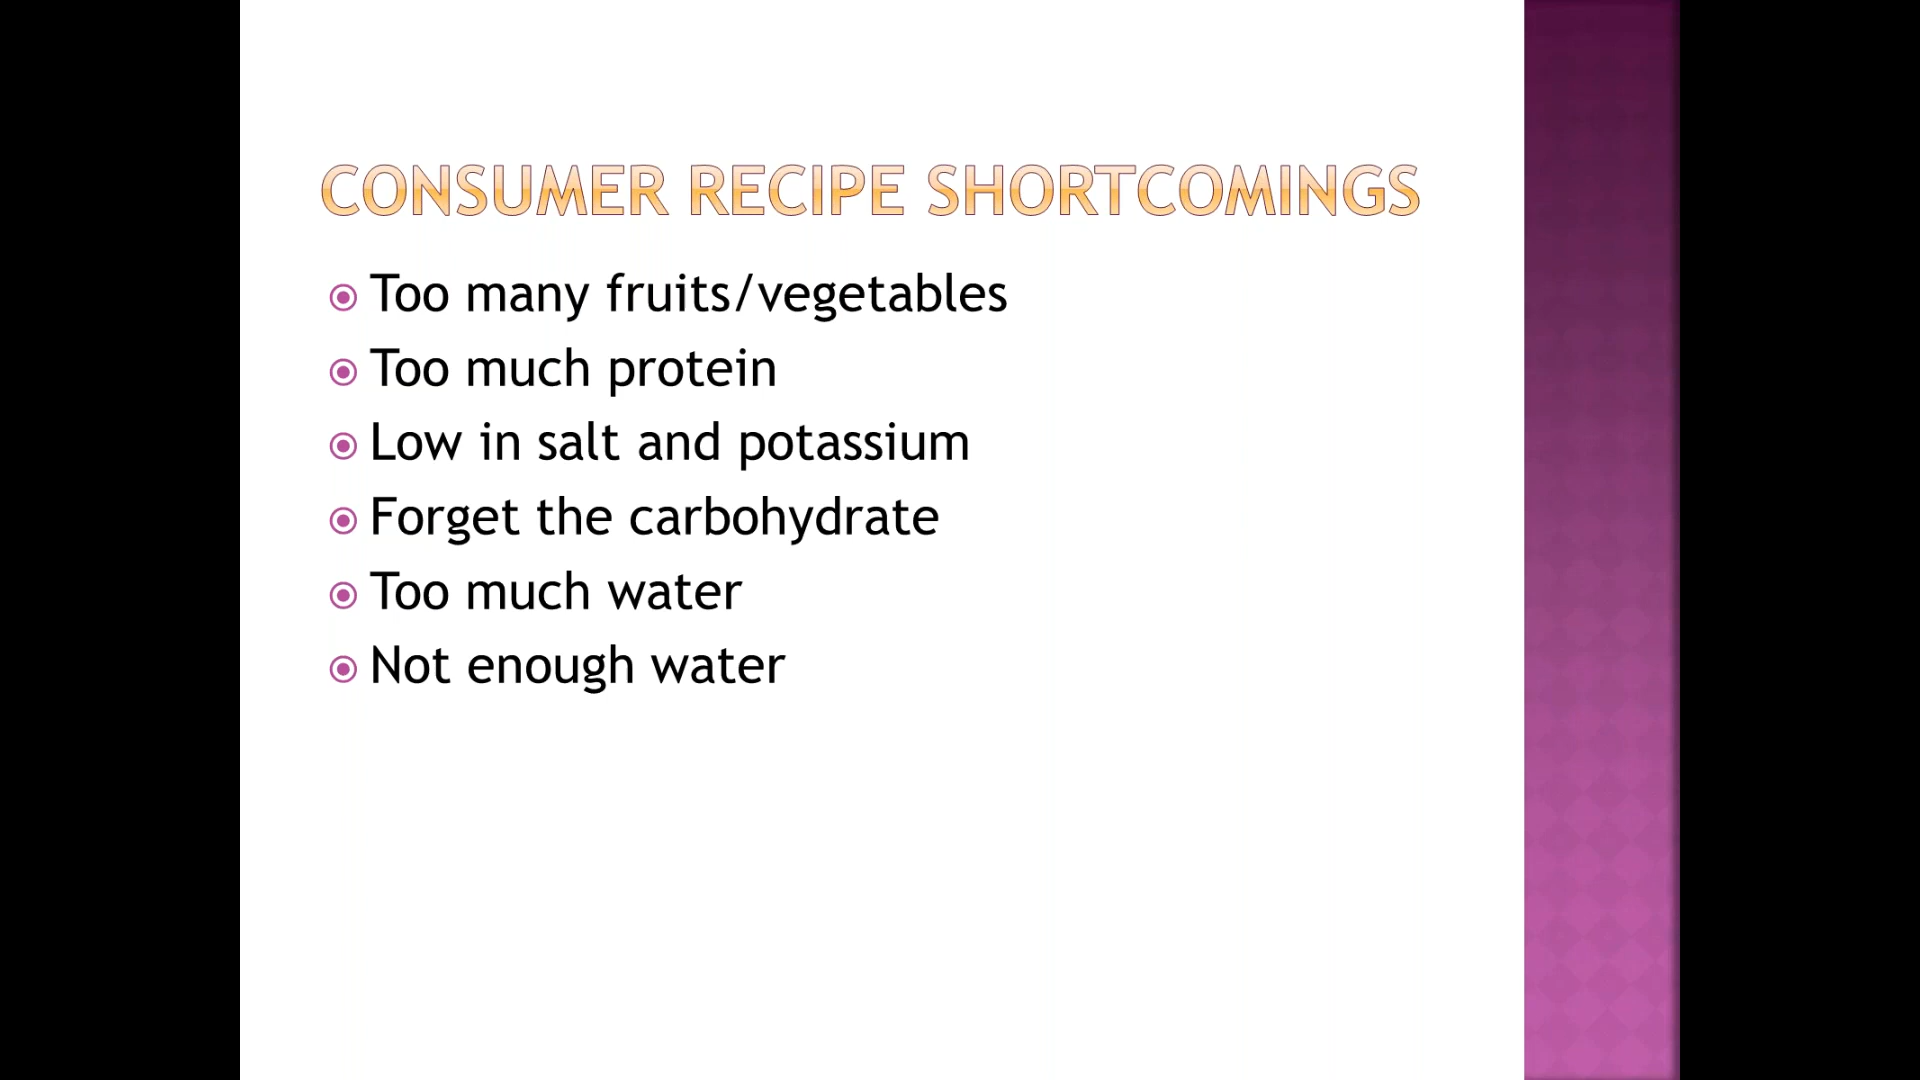 CONSUMER RECIPE SHORTCOMINGS
Too many fruits/vegetables
Too much protein
Low in salt and potassium
Forget the carbohydrate
Too much water
Not enough water